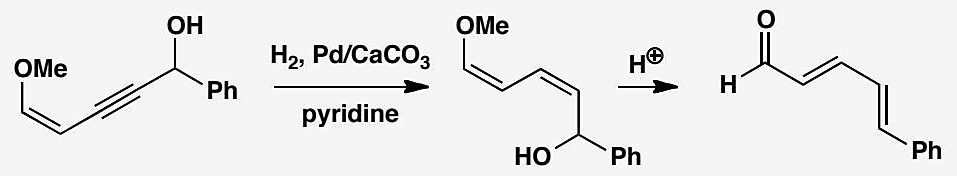 OH
OMe
Ph
H₂, Pd/CaCO₃
pyridine
OMe
HO
Ph
H⊕
O
H
Ph